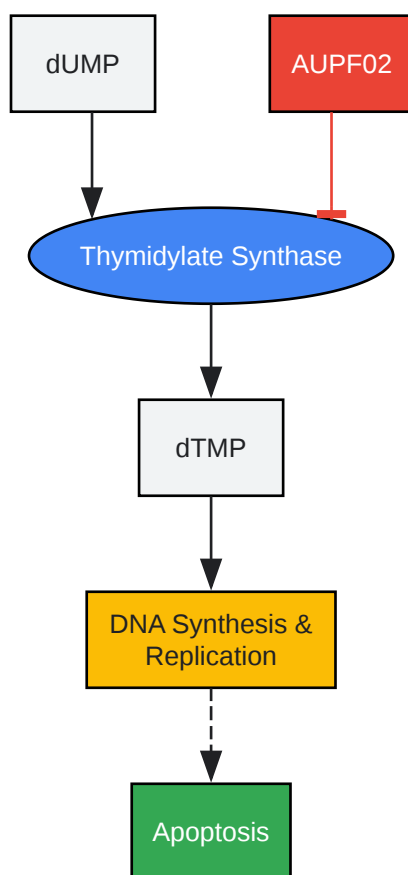 dUMP
AUPF02
Thymidylate Synthase
dTMP
DNA Synthesis &
Replication
Apoptosis